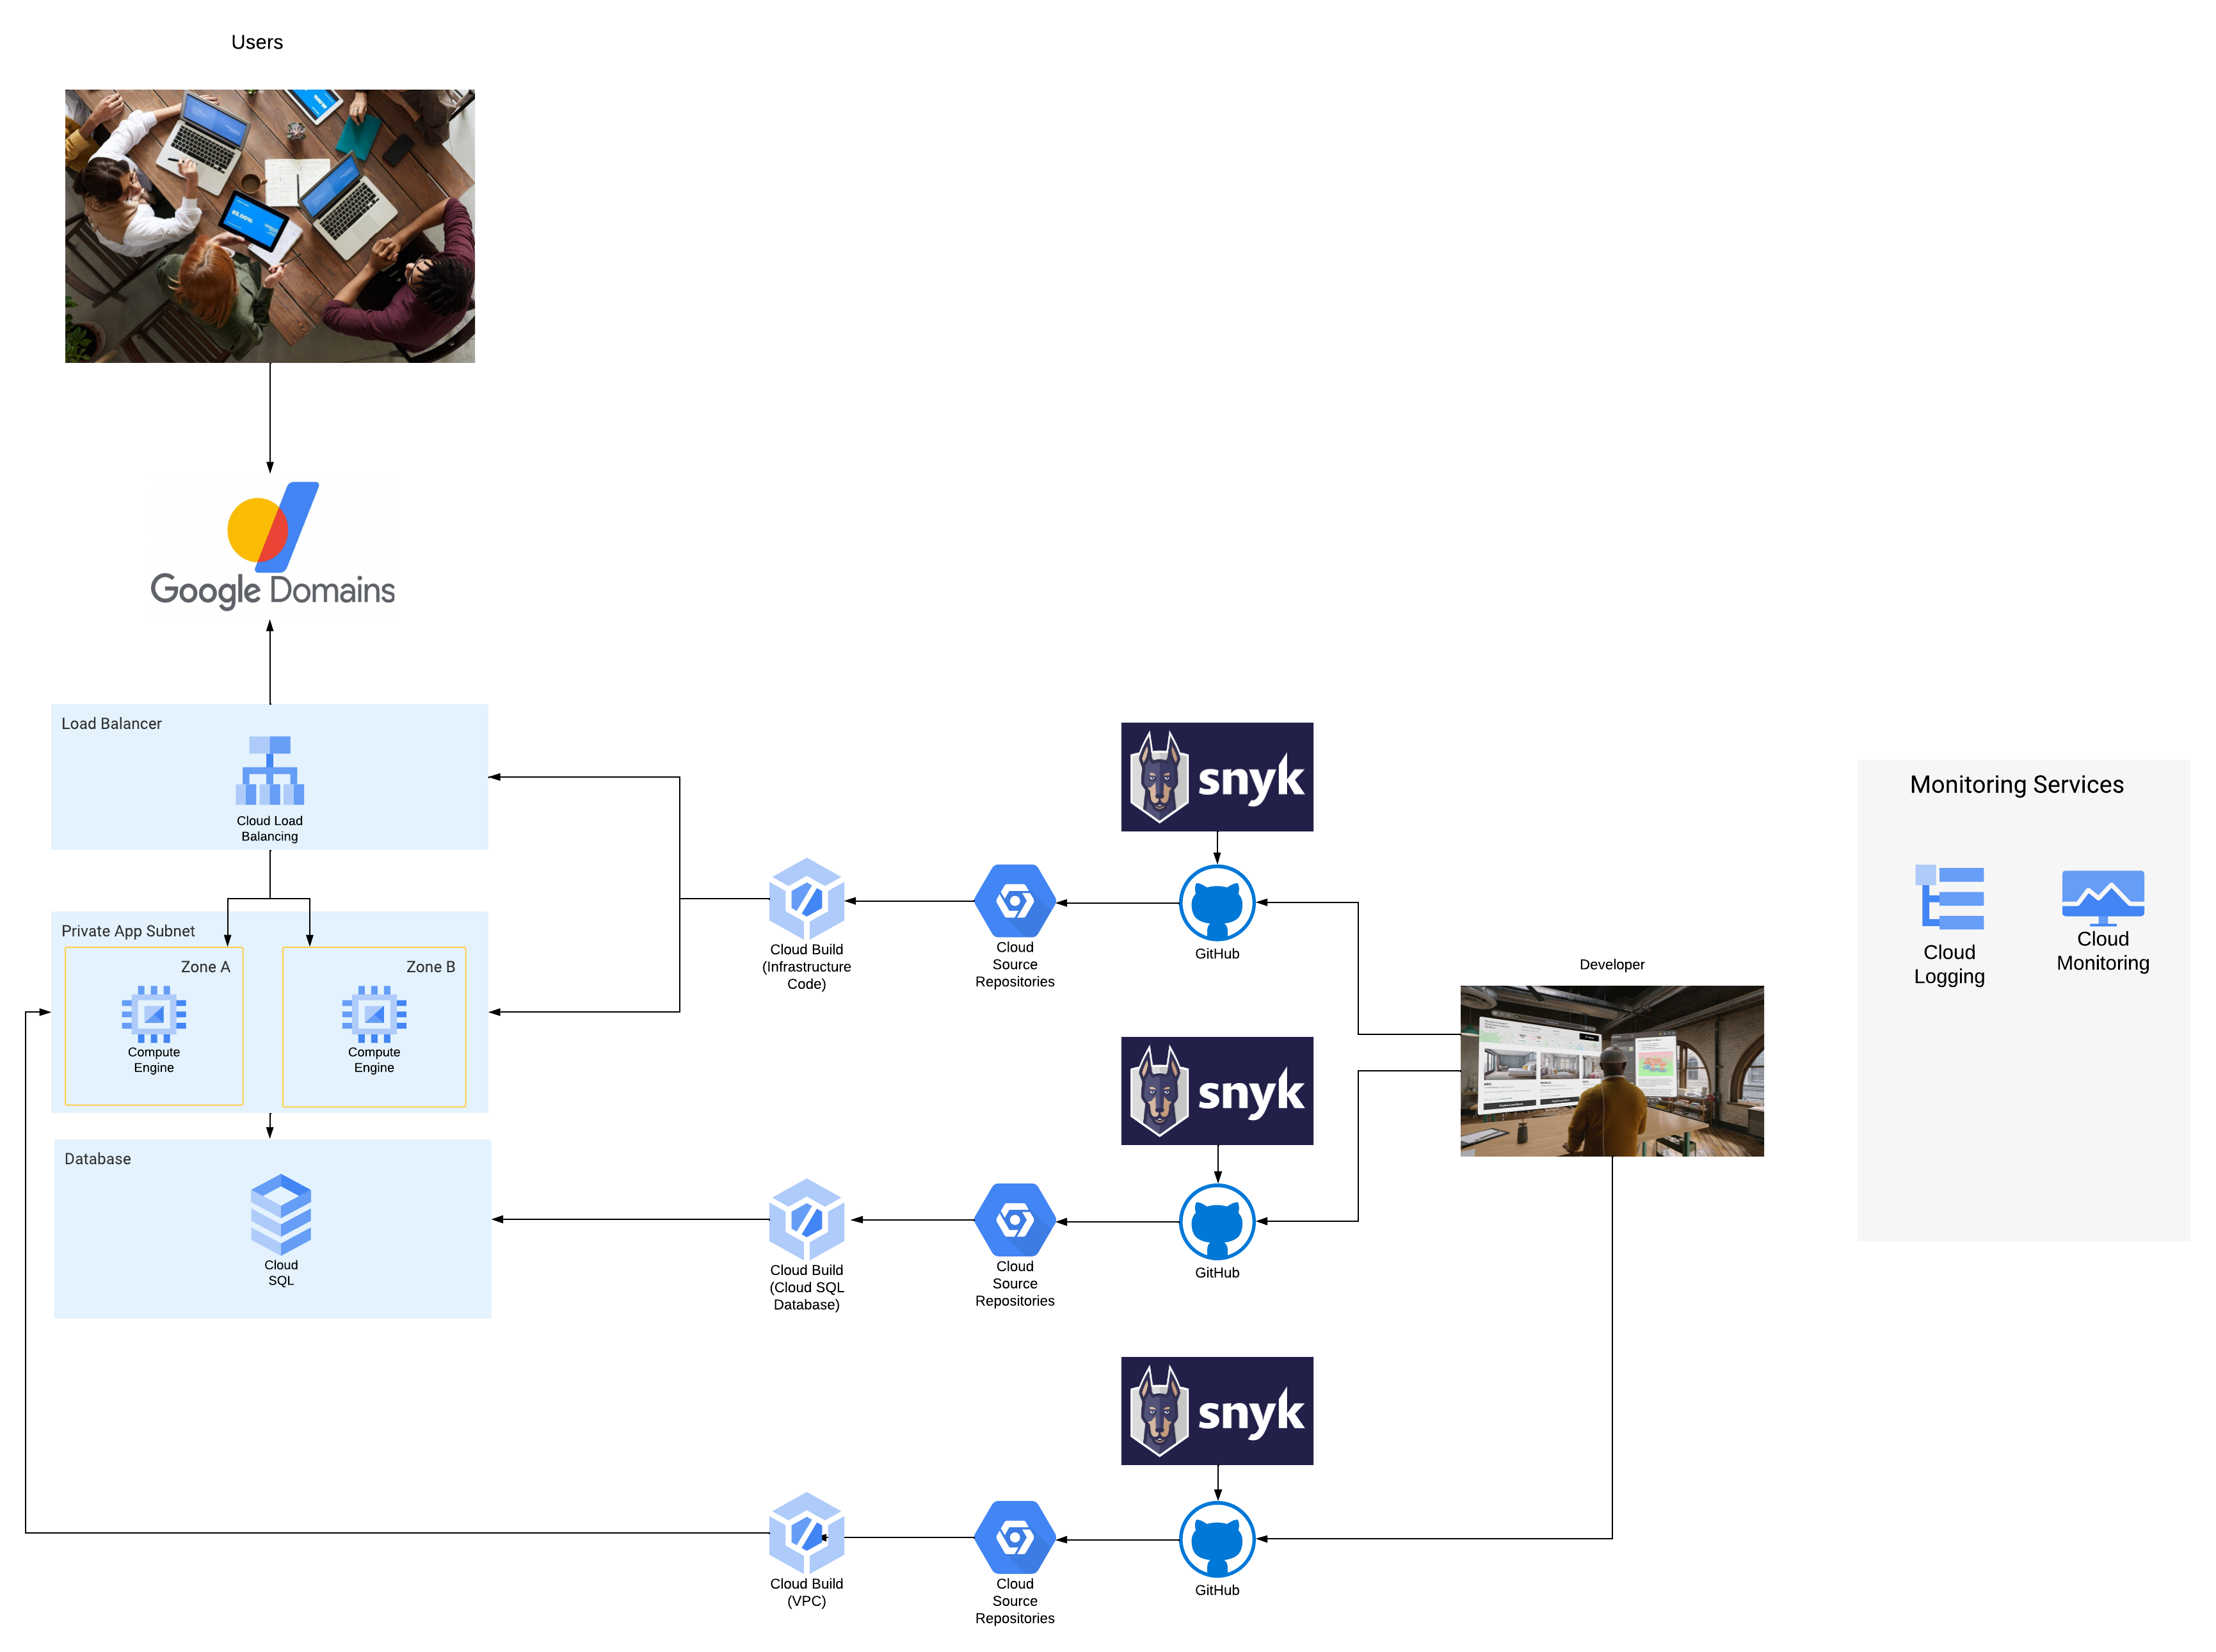 Users
85.00%
Google Domains
Load Balancer
Cloud Load
Balancing
Private App Subnet
Zone A
Compute
Engine
Zone B
Compute
Engine
Database
Cloud
SQL
snyk
Cloud Build
(Infrastructure
Code)
Cloud
Source
Repositories
GitHub
snyk
Cloud Build
(Cloud SQL
Database)
Cloud
Source
Repositories
GitHub
snyk
Cloud Build
(VPC)
Cloud
Source
Repositories
GitHub
Developer
Monitoring Services
Cloud
Logging
Cloud
Monitoring